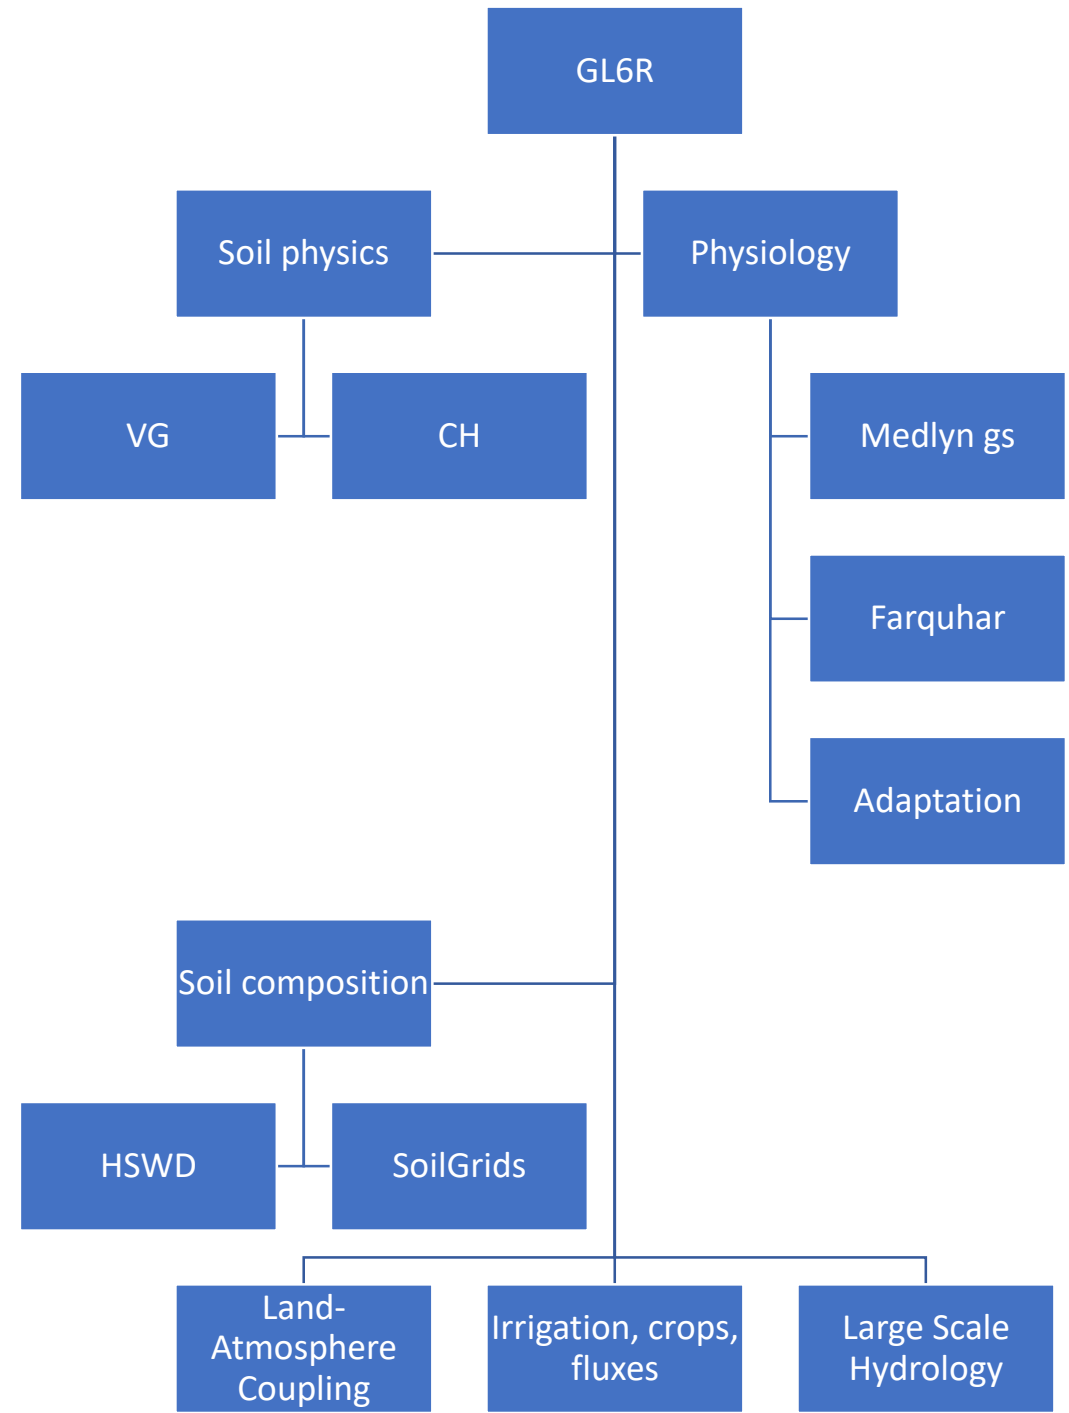 GL6R
Soil physics
Physiology
VG
CH
Medlyn gs
Farquhar
Adaptation
Soil composition
HSWD
SoilGrids
Land-
Atmosphere
Coupling
Irrigation, crops,
fluxes
Large Scale
Hydrology